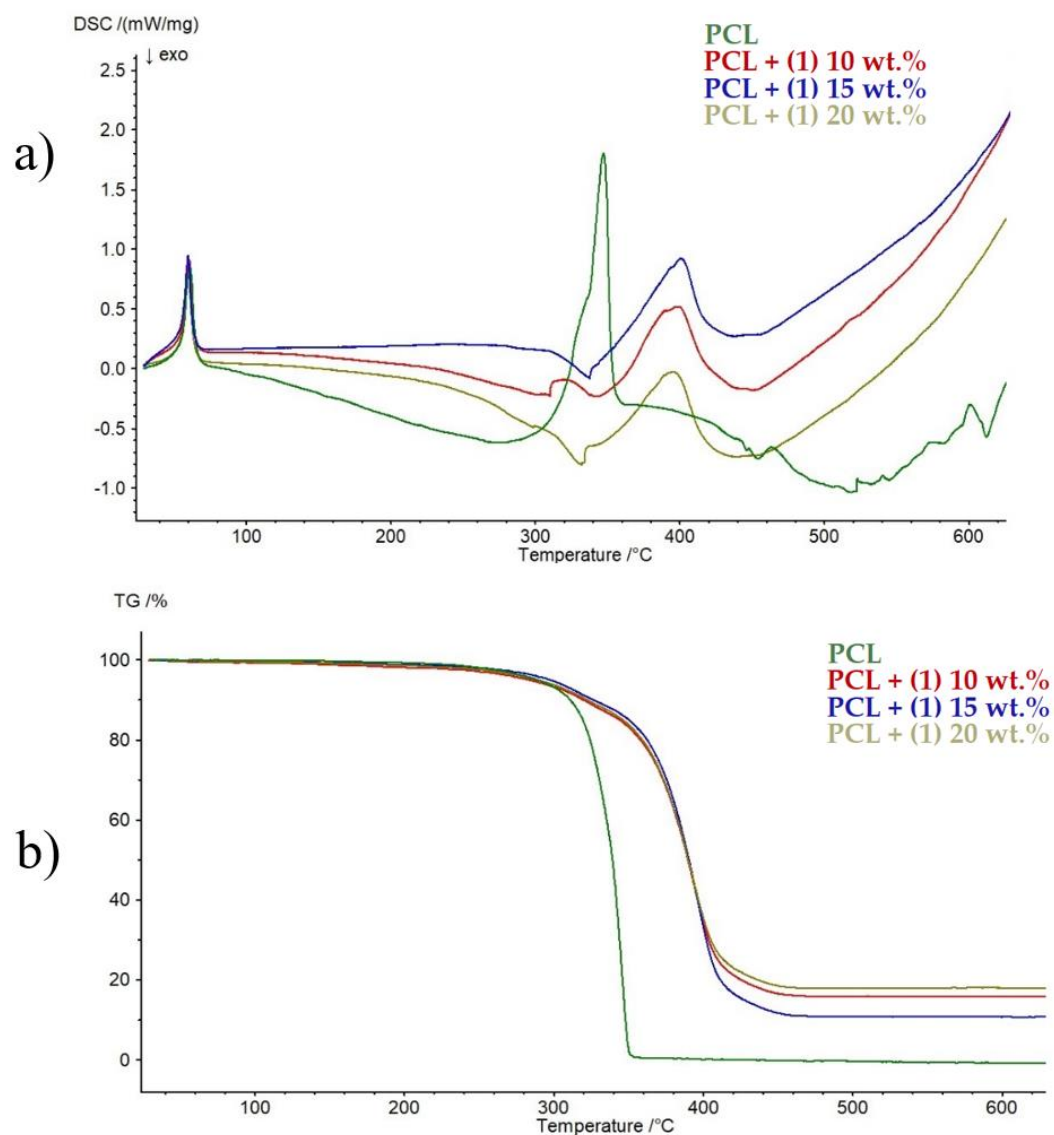 DSC /(mW/mg)
↓ exo
PCL
PCL + (1) 10 wt.%
PCL + (1) 15 wt.%
PCL + (1) 20 wt.%
a)
2.5
2.0
1.5
1.0
0.5
0.0
-0.5
-1.0
100 200 300 400 500 600
Temperature /°C
TG /%
PCL
PCL + (1) 10 wt.%
PCL + (1) 15 wt.%
PCL + (1) 20 wt.%
b)
100
80
60
40
20
0
100 200 300 400 500 600
Temperature /°C